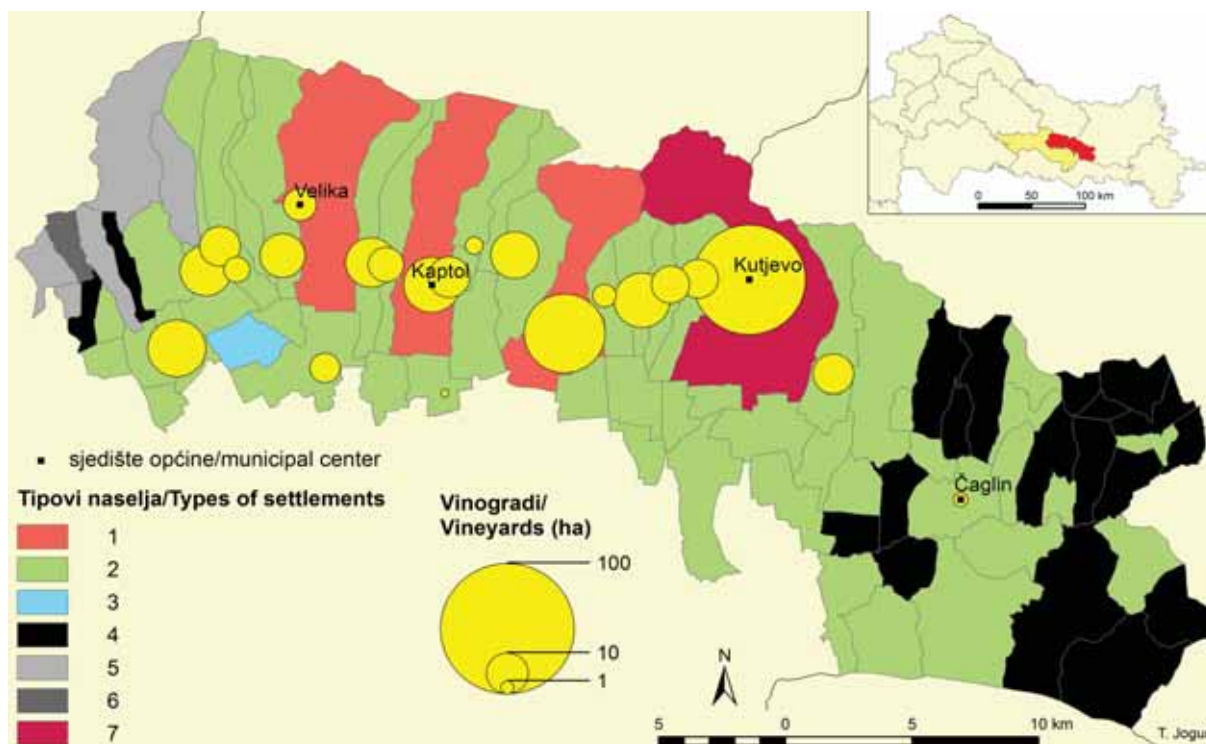 0 50 100 km
Velika
Kaptol
Kutjevo
Čaglin
sjedište općine/municipal center
Tipovi naselja/Types of settlements
1
2
3
4
5
6
7
Vinogradi/
Vineyards (ha)
100
10
1
N
5 0 5 10 km
T. Jogu